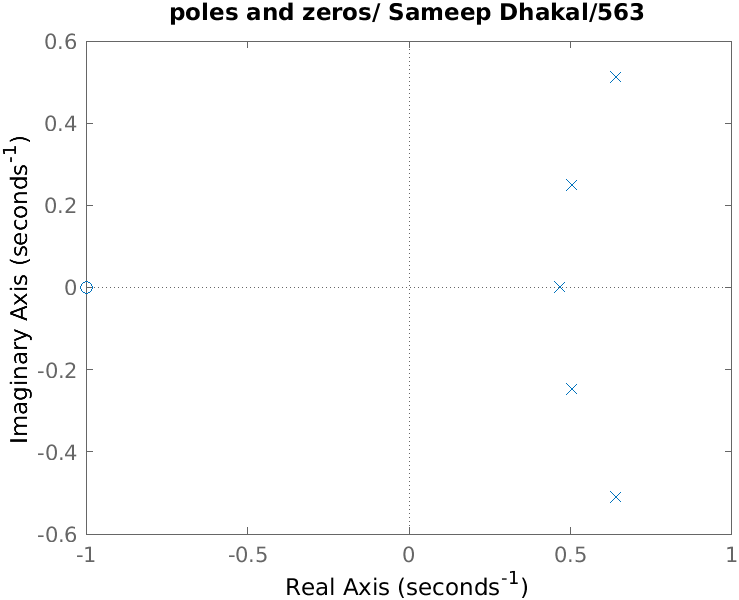 poles and zeros/ Sameep Dhakal/563
0.6
0.4
0.2
0
-0.2
-0.4
-0.6
Imaginary Axis (seconds⁻¹)
-1 -0.5 0 0.5 1
Real Axis (seconds⁻¹)